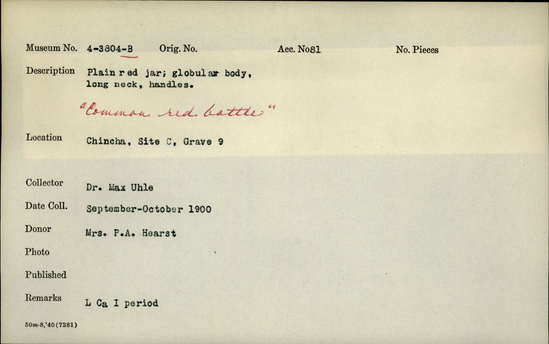 Museum No. 4-3804-B Orig. No. Acc. No81 No. Pieces
Description Plain red jar; globular body,
long neck, handles.
"Common red bottle"
Location Chincha, Site C, Grave 9
Collector Dr. Max Uhle
Date Coll. September-October 1900
Donor Mrs. P.A. Hearst
Photo
Published
Remarks L Ca I period
50m-8,'40(7281)